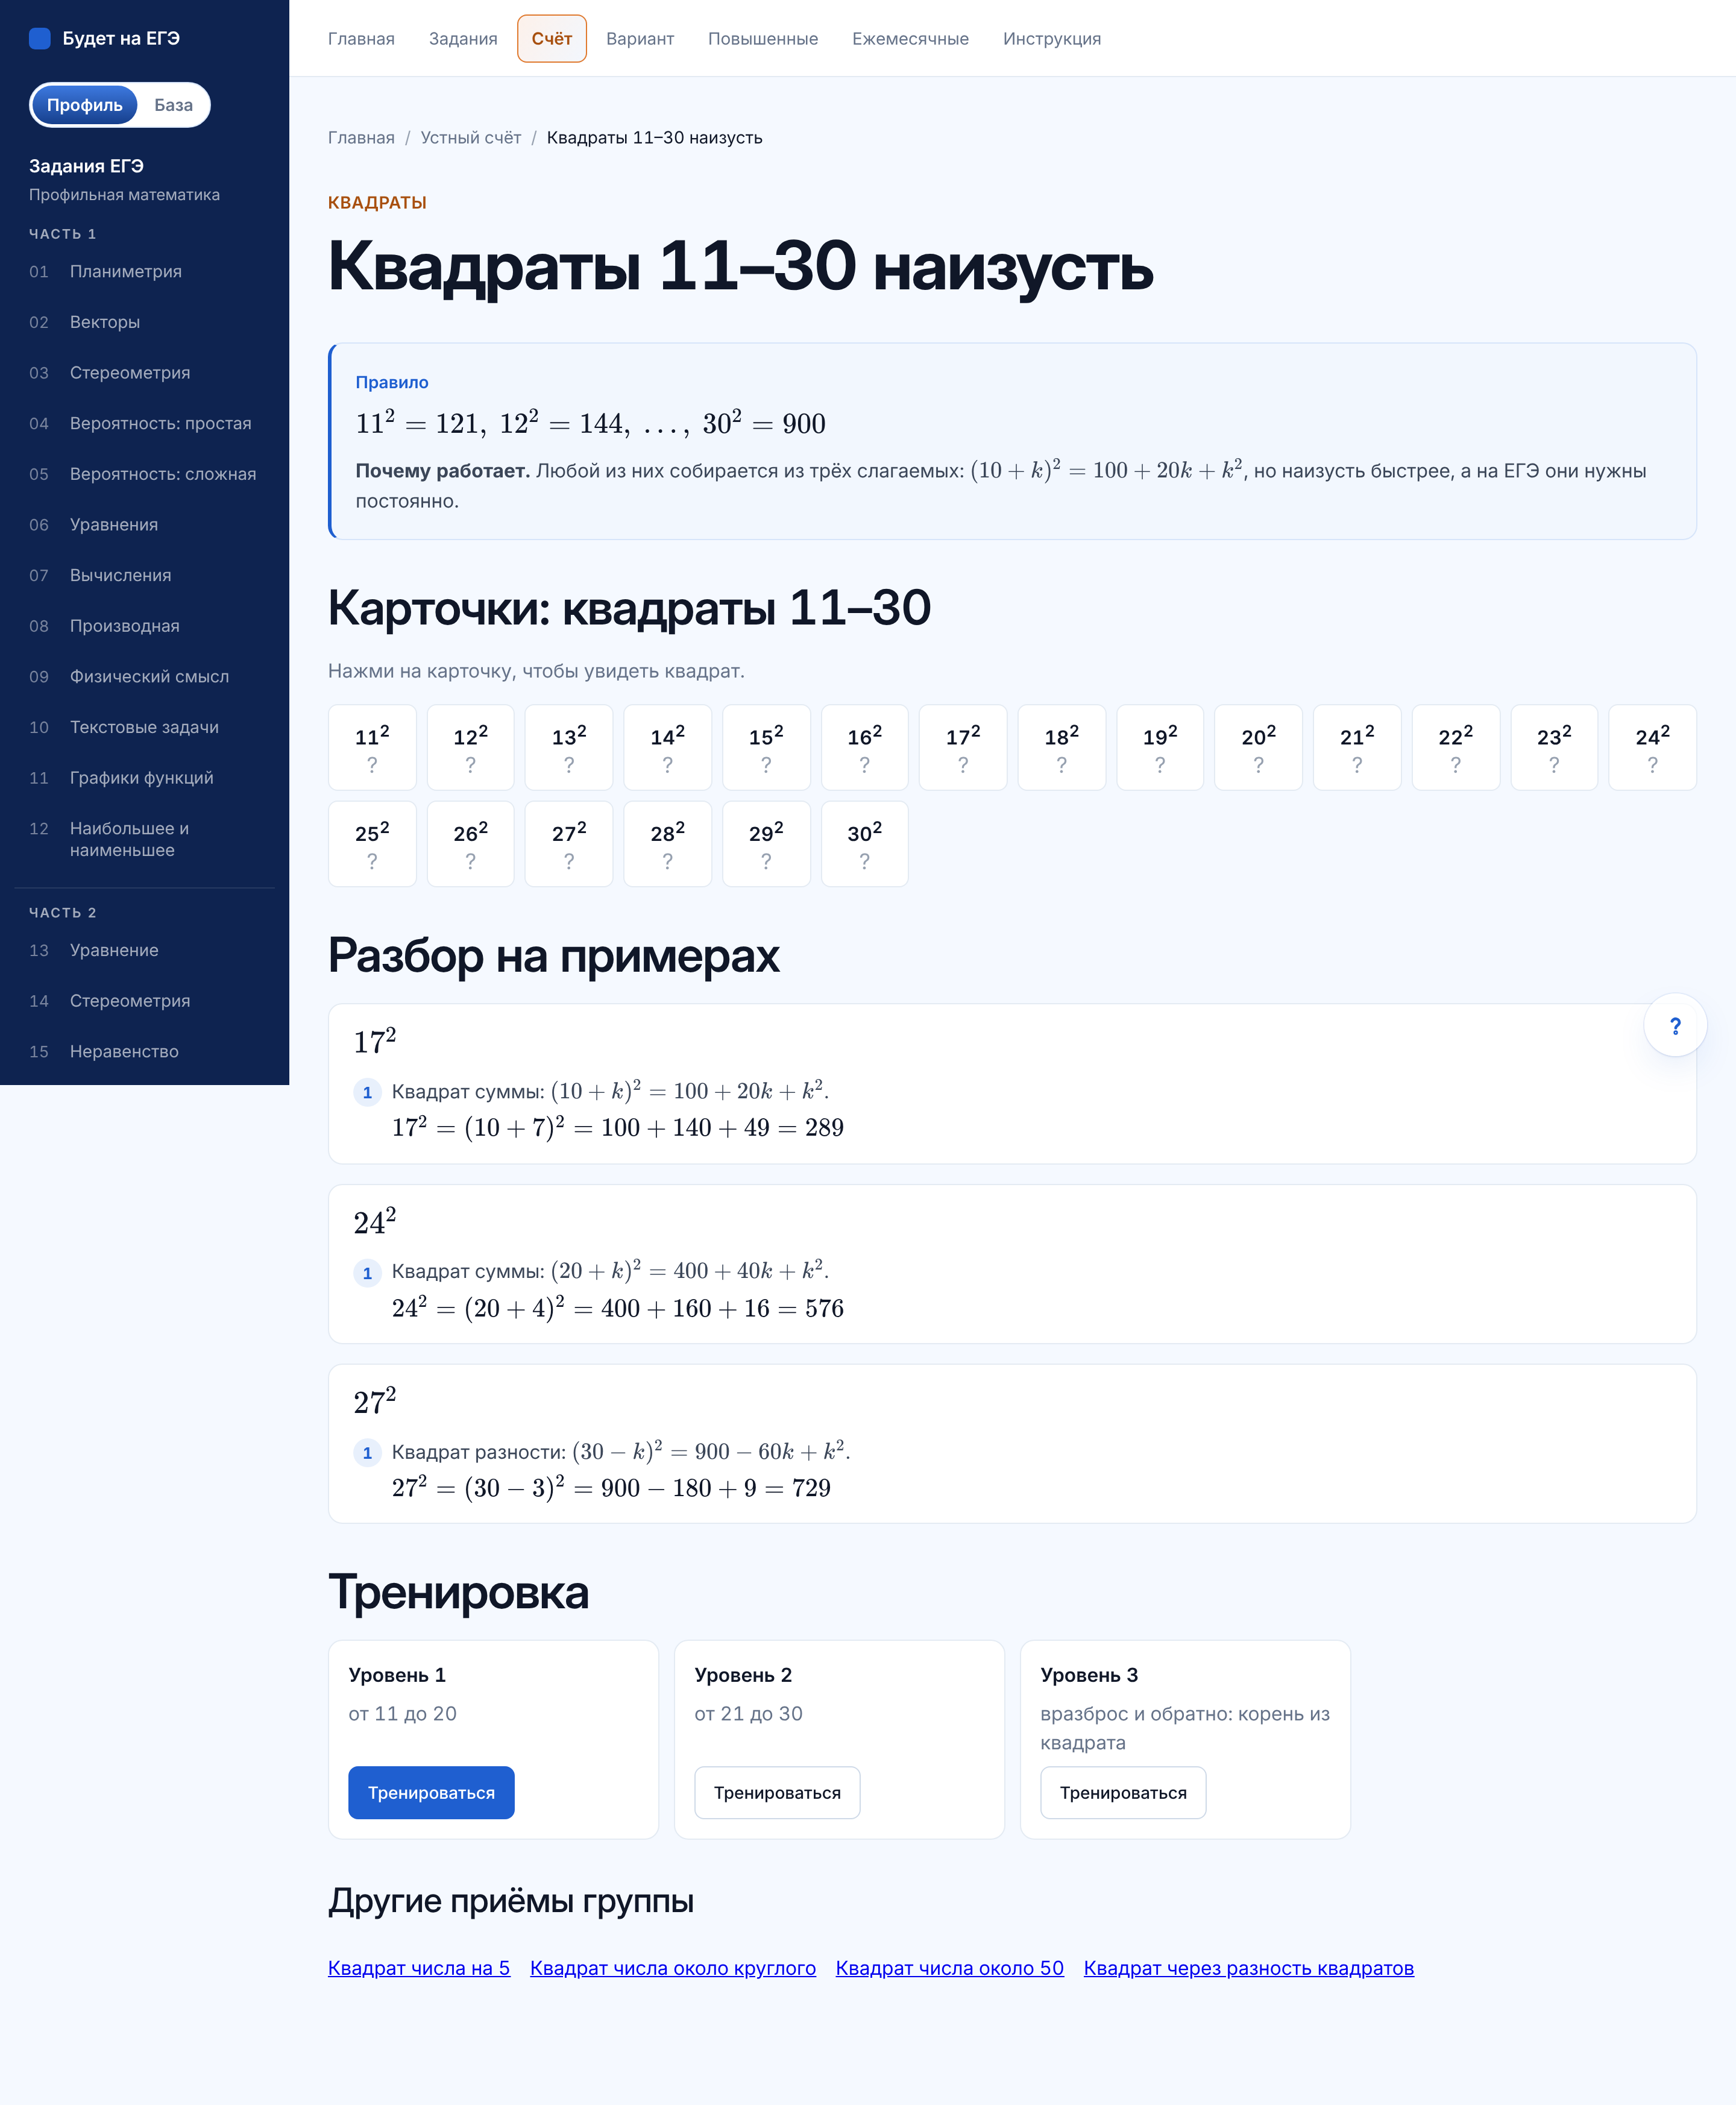 Будет на ЕГЭ
Профиль База
Задания ЕГЭ
Профильная математика
ЧАСТЬ 1
01 Планиметрия
02 Векторы
03 Стереометрия
04 Вероятность: простая
05 Вероятность: сложная
06 Уравнения
07 Вычисления
08 Производная
09 Физический смысл
10 Текстовые задачи
11 Графики функций
12 Наибольшее и
наименьшее
ЧАСТЬ 2
13 Уравнение
14 Стереометрия
15 Неравенство
Главная Задания Счёт Вариант Повышенные Ежемесячные Инструкция
Главная / Устный счёт / Квадраты 11–30 наизусть
КВАДРАТЫ
Квадраты 11–30 наизусть
Правило
11² = 121, 12² = 144, …, 30² = 900
Почему работает. Любой из них собирается из трёх слагаемых: (10 + k)² = 100 + 20k + k², но наизусть быстрее, а на ЕГЭ они нужны
постоянно.
Карточки: квадраты 11–30
Нажми на карточку, чтобы увидеть квадрат.
11² 12² 13² 14² 15² 16² 17² 18² 19² 20² 21² 22² 23² 24²
? ? ? ? ? ? ? ? ? ? ? ? ? ?
25² 26² 27² 28² 29² 30²
? ? ? ? ? ?
Разбор на примерах
?
17²
1 Квадрат суммы: (10 + k)² = 100 + 20k + k².
17² = (10 + 7)² = 100 + 140 + 49 = 289
24²
1 Квадрат суммы: (20 + k)² = 400 + 40k + k².
24² = (20 + 4)² = 400 + 160 + 16 = 576
27²
1 Квадрат разности: (30 − k)² = 900 − 60k + k².
27² = (30 − 3)² = 900 − 180 + 9 = 729
Тренировка
Уровень 1
от 11 до 20
Тренироваться
Уровень 2
от 21 до 30
Тренироваться
Уровень 3
вразброс и обратно: корень из
квадрата
Тренироваться
Другие приёмы группы
Квадрат числа на 5 Квадрат числа около круглого Квадрат числа около 50 Квадрат через разность квадратов